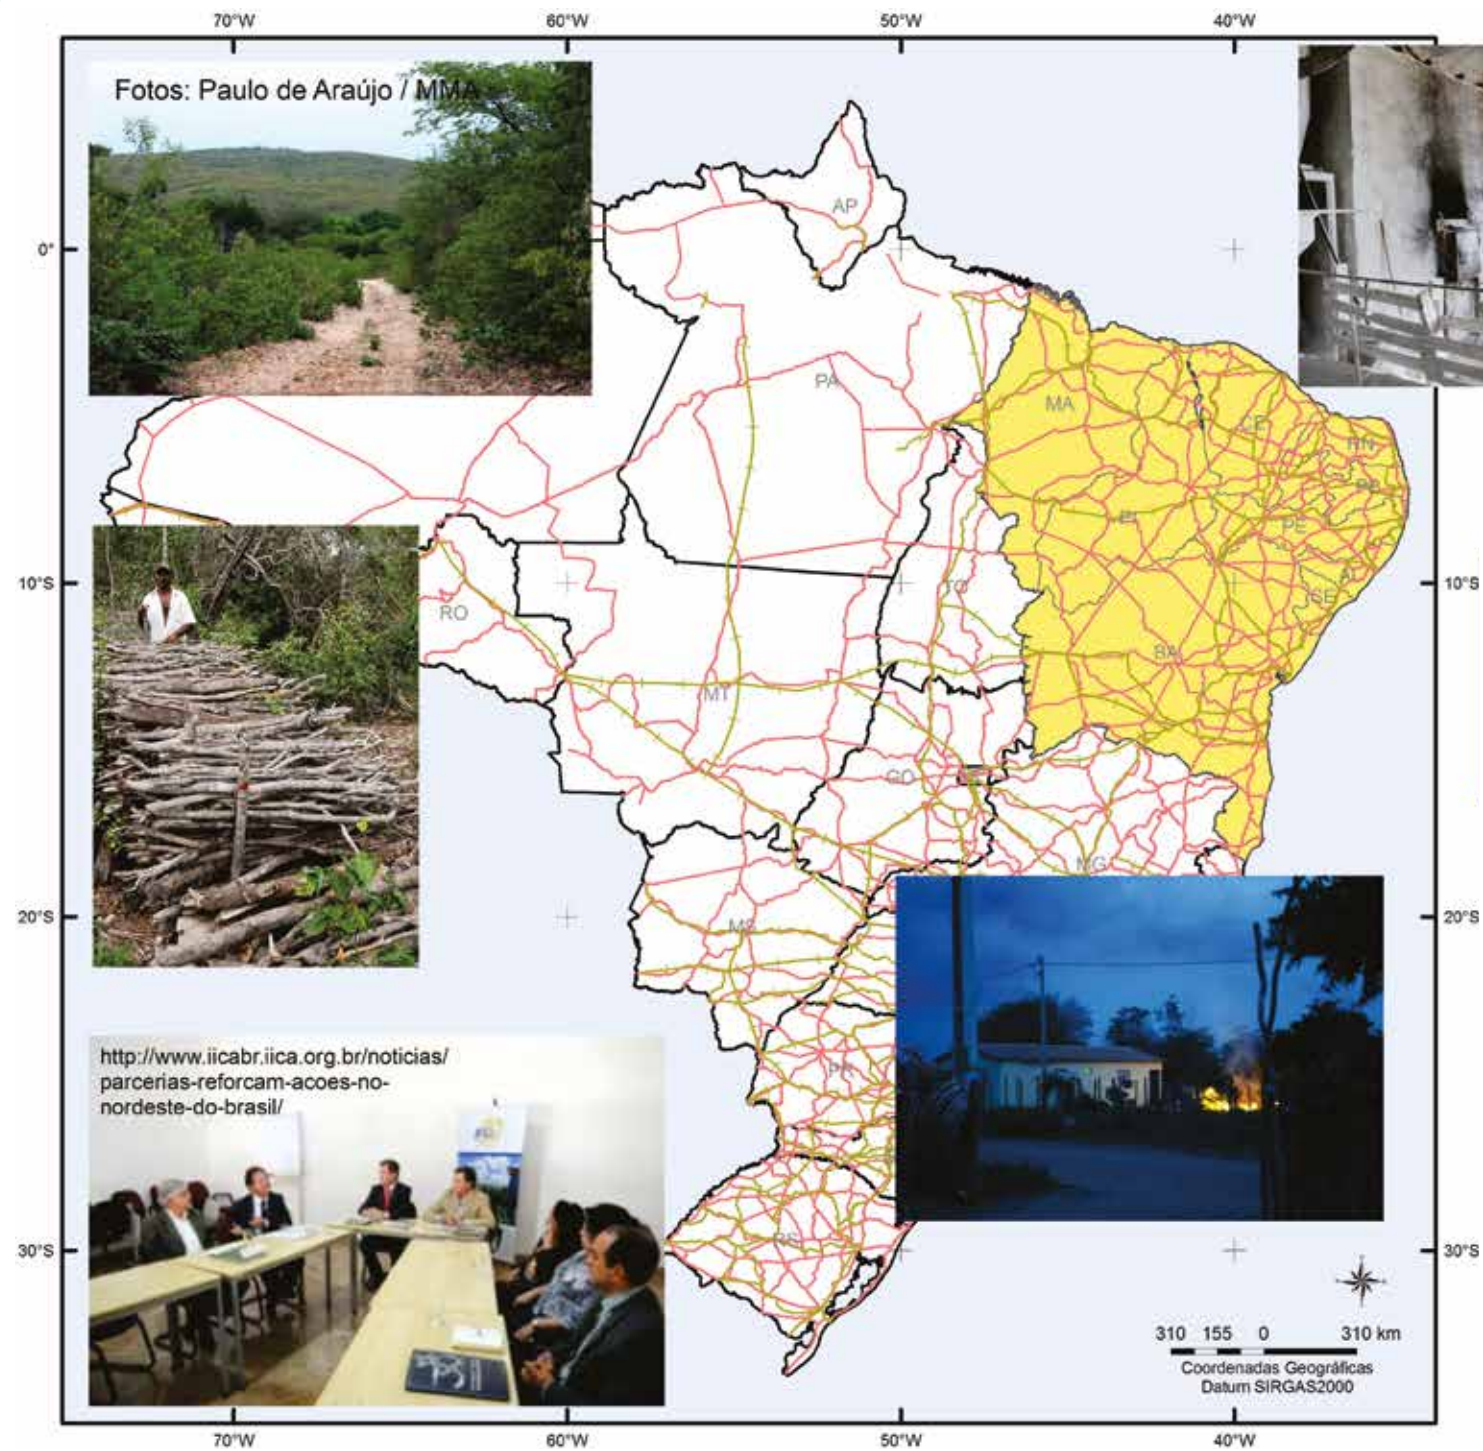 70°W
60°W
50°W
40°W
Fotos: Paulo de Araújo / MMA
AP
0°
PA
MA
CE
RN
PB
PI
PE
10°S
AL
10°S
TO
SE
RO
BA
MT
GO
MG
20°S
MS
20°S
http://www.iicabr.iica.org.br/noticias/
parcerias-reforcam-acoes-no-
nordeste-do-brasil/
PR
30°S
RS
30°S
310 155 0 310 km
Coordenadas Geográficas
Datum SIRGAS2000
70°W
60°W
50°W
40°W